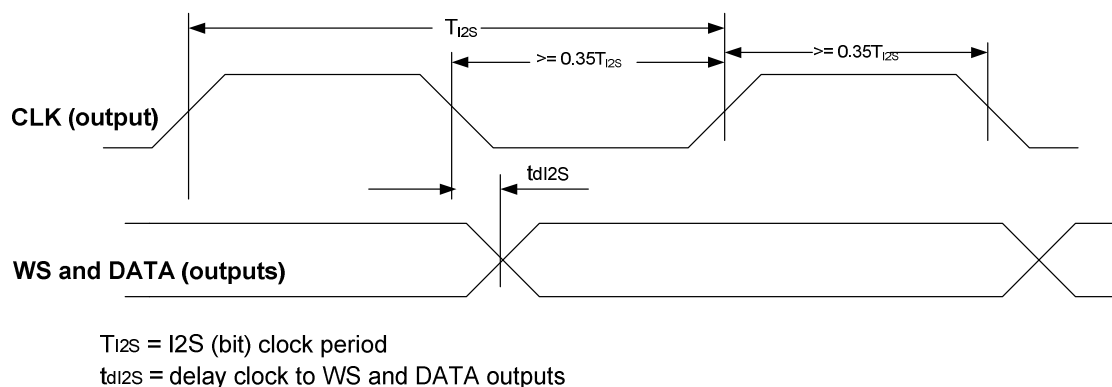 TI2S
>= 0.35TI2S
>= 0.35TI2S
CLK (output)
tdI2S
WS and DATA (outputs)
TI2S = I2S (bit) clock period
tdI2S = delay clock to WS and DATA outputs